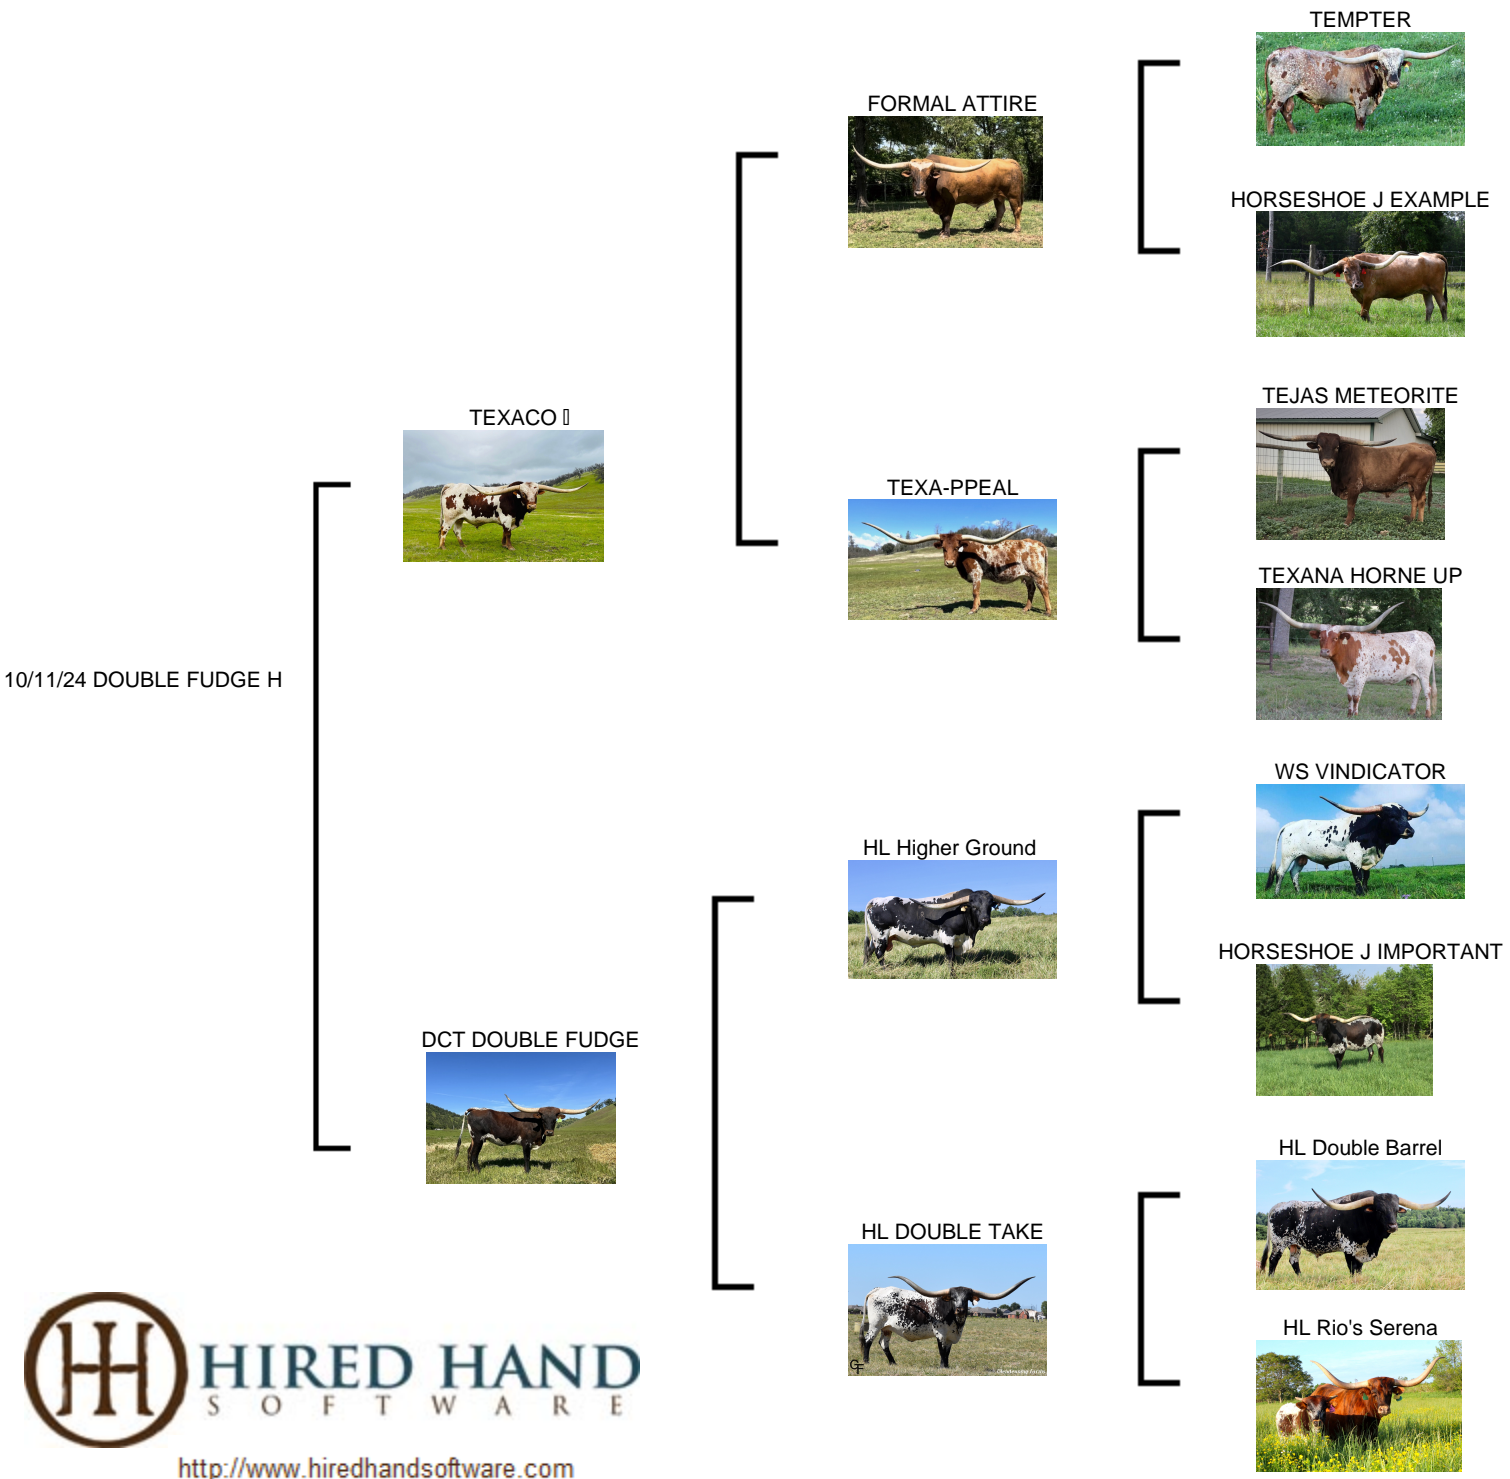 TEMPTER
FORMAL ATTIRE
HORSESHOE J EXAMPLE
TEJAS METEORITE
TEXACO
TEXA-PPEAL
TEXANA HORNE UP
10/11/24 DOUBLE FUDGE H
WS VINDICATOR
HL Higher Ground
HORSESHOE J IMPORTANT
DCT DOUBLE FUDGE
HL Double Barrel
HL DOUBLE TAKE
HL Rio's Serena
HIRED HAND
SOFTWARE
http://www.hiredhandsoftware.com